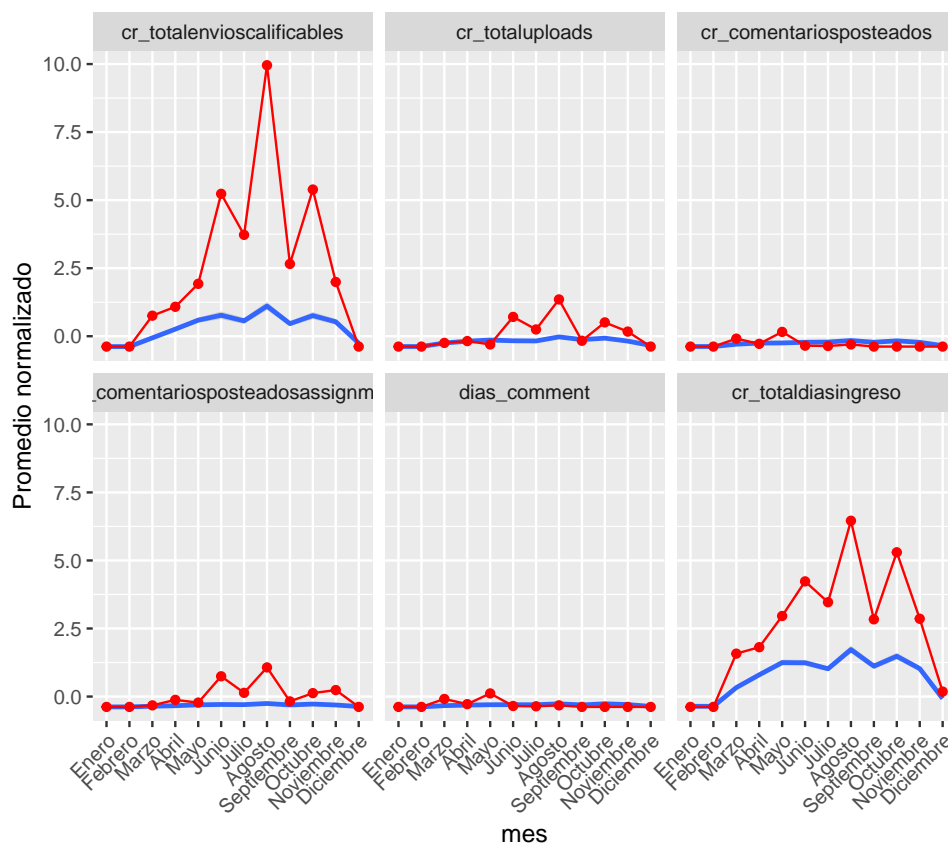 cr_totalenvioscalificables
cr_totaluploads
cr_comentariosposteados
10.0
7.5
5.0
2.5
0.0
_comentariosposteadosassignm
dias_comment
cr_totaldiasingreso
10.0
7.5
5.0
2.5
0.0
Promedio normalizado
Enero
Febrero
Marzo
Abril
Mayo
Junio
Julio
Agosto
Septiembre
Octubre
Noviembre
Diciembre
Enero
Febrero
Marzo
Abril
Mayo
Junio
Julio
Agosto
Septiembre
Octubre
Noviembre
Diciembre
Enero
Febrero
Marzo
Abril
Mayo
Junio
Julio
Agosto
Septiembre
Octubre
Noviembre
Diciembre
mes